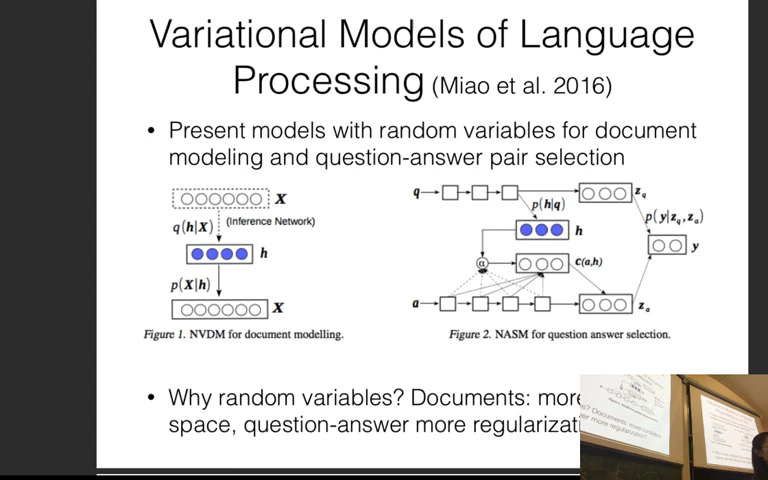 Variational Models of Language
Processing (Miao et al. 2016)
• Present models with random variables for document
modeling and question-answer pair selection
X
q(h|X) (Inference Network)
h
p(X|h)
X
Figure 1. NVDM for document modelling.
q
z_q
p(h|q)
p(y|z_q, z_a)
h
y
α
c(a,h)
a
z_a
Figure 2. NASM for question answer selection.
• Why random variables? Documents: more
space, question-answer more regularizat